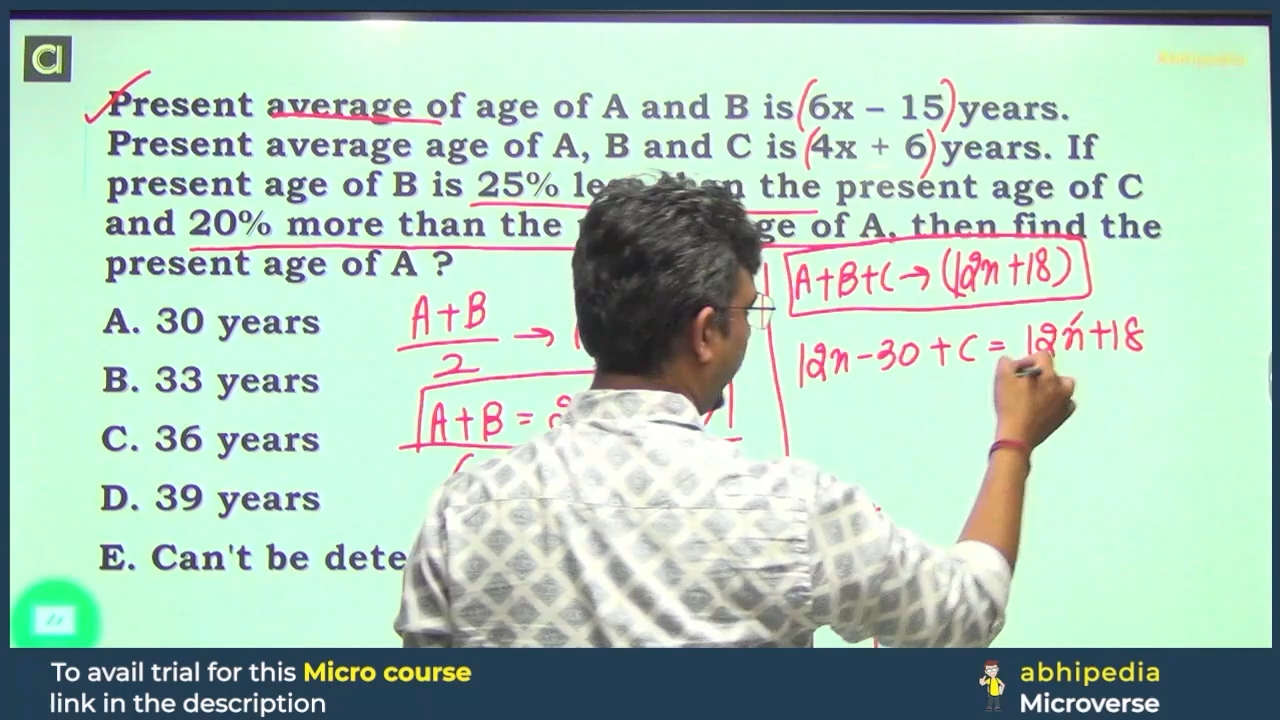 Abhipedia
Present average of age of A and B is (6x – 15) years.
Present average age of A, B and C is (4x + 6) years. If
present age of B is 25% less than the present age of C
and 20% more than the ge of A, then find the
present age of A ?
A. 30 years
B. 33 years
C. 36 years
D. 39 years
E. Can't be dete
A+B
2 →
A+B =
A+B+C → (12x+18)
12x-30+C = 12x+18
To avail trial for this Micro course
link in the description
abhipedia
Microverse